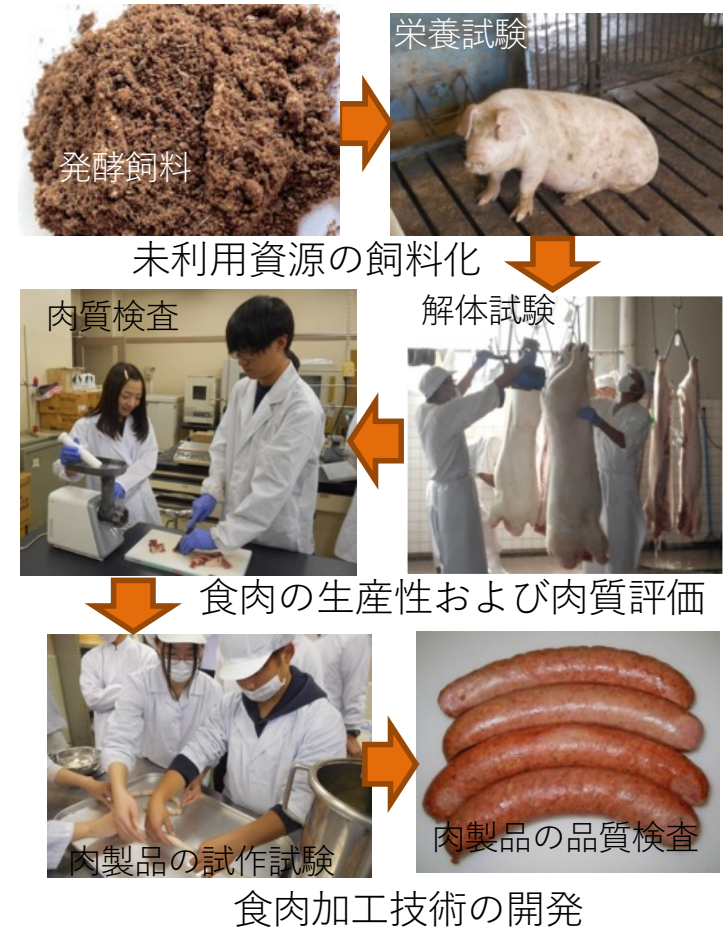 発酵飼料
栄養試験
未利用資源の飼料化
解体試験
肉質検査
食肉の生産性および肉質評価
肉製品の試作試験
肉製品の品質検査
食肉加工技術の開発